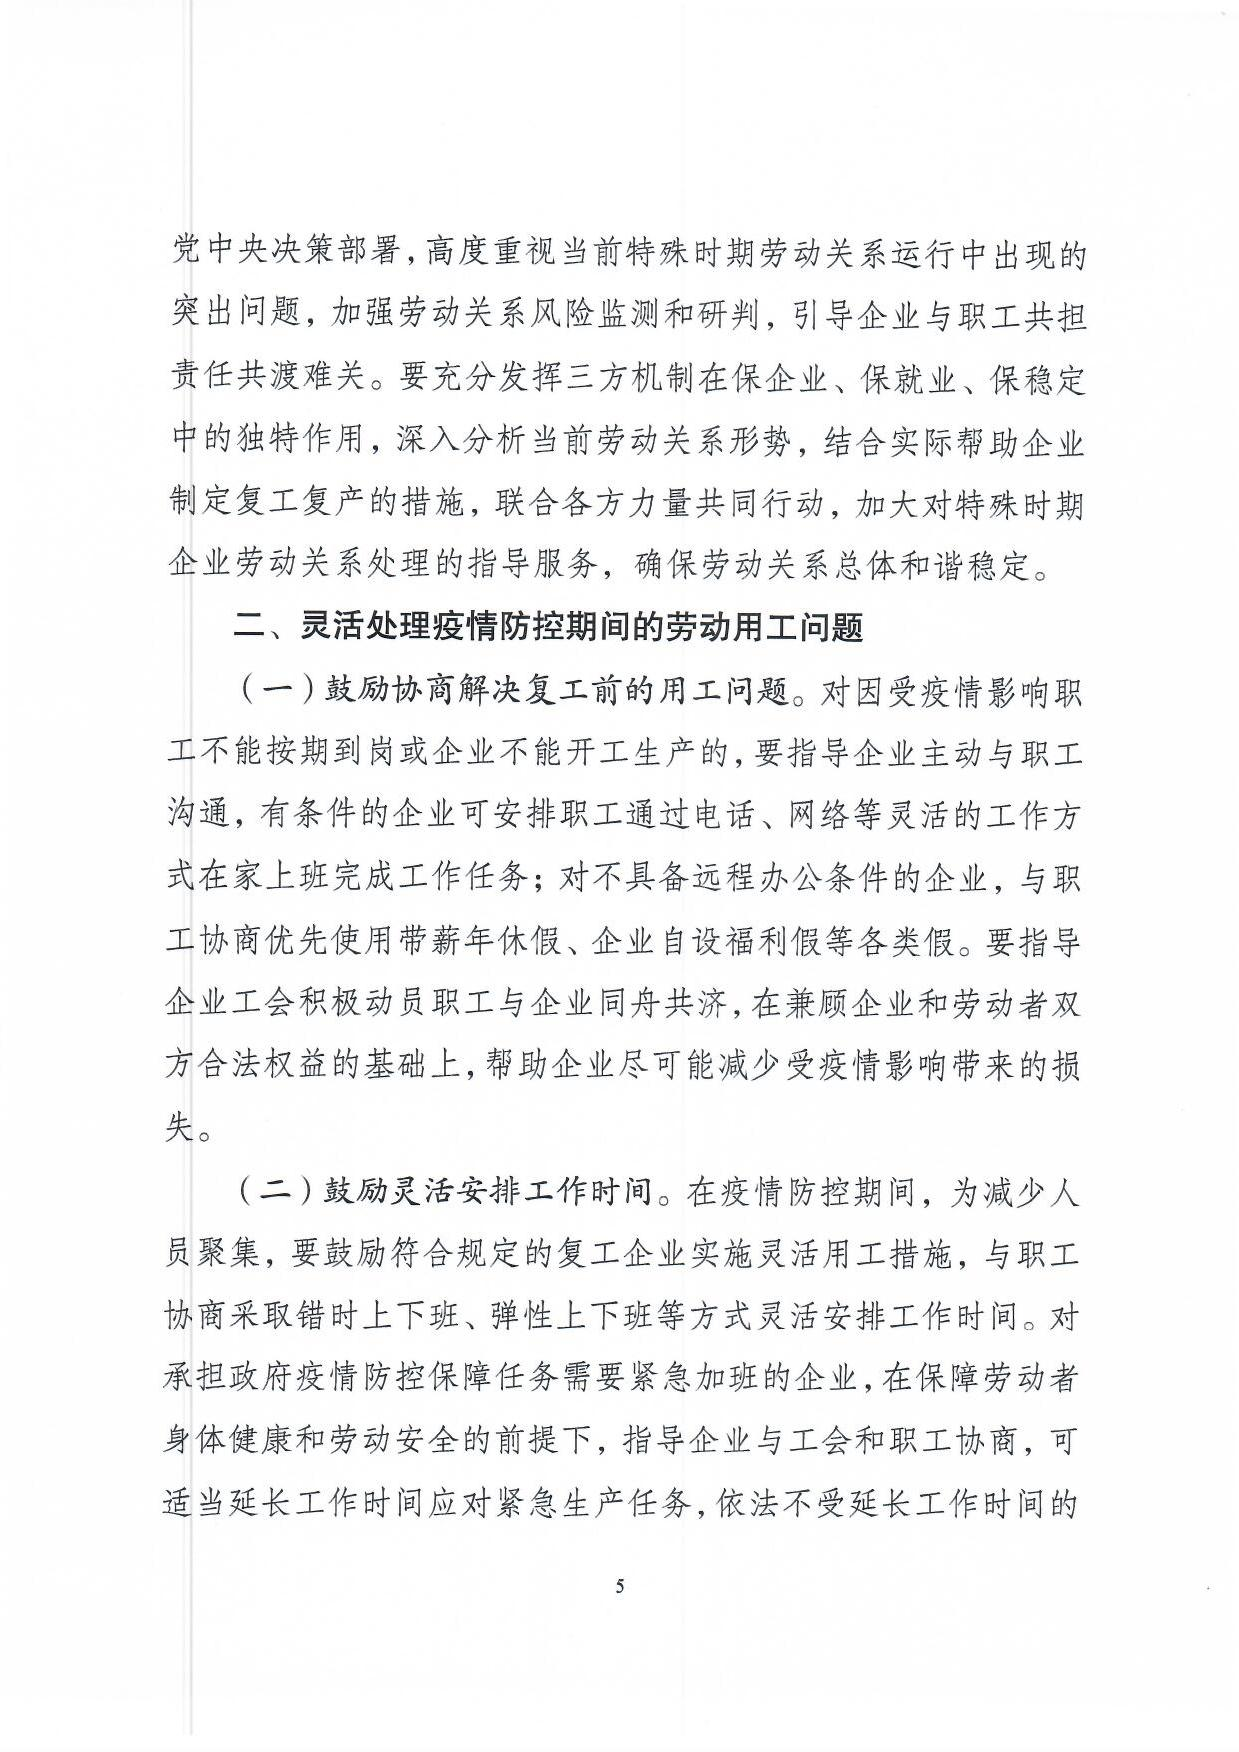 党中央决策部署，高度重视当前特殊时期劳动关系运行中出现的
突出问题，加强劳动关系风险监测和研判，引导企业与职工共担
责任共渡难关。要充分发挥三方机制在保企业、保就业、保稳定
中的独特作用，深入分析当前劳动关系形势，结合实际帮助企业
制定复工复产的措施，联合各方力量共同行动，加大对特殊时期
企业劳动关系处理的指导服务，确保劳动关系总体和谐稳定。
二、灵活处理疫情防控期间的劳动用工问题
（一）鼓励协商解决复工前的用工问题。对因受疫情影响职
工不能按期到岗或企业不能开工生产的，要指导企业主动与职工
沟通，有条件的企业可安排职工通过电话、网络等灵活的工作方
式在家上班完成工作任务；对不具备远程办公条件的企业，与职
工协商优先使用带薪年休假、企业自设福利假等各类假。要指导
企业工会积极动员职工与企业同舟共济，在兼顾企业和劳动者双
方合法权益的基础上，帮助企业尽可能减少受疫情影响带来的损
失。
（二）鼓励灵活安排工作时间。在疫情防控期间，为减少人
员聚集，要鼓励符合规定的复工企业实施灵活用工措施，与职工
协商采取错时上下班、弹性上下班等方式灵活安排工作时间。对
承担政府疫情防控保障任务需要紧急加班的企业，在保障劳动者
身体健康和劳动安全的前提下，指导企业与工会和职工协商，可
适当延长工作时间应对紧急生产任务，依法不受延长工作时间的
5